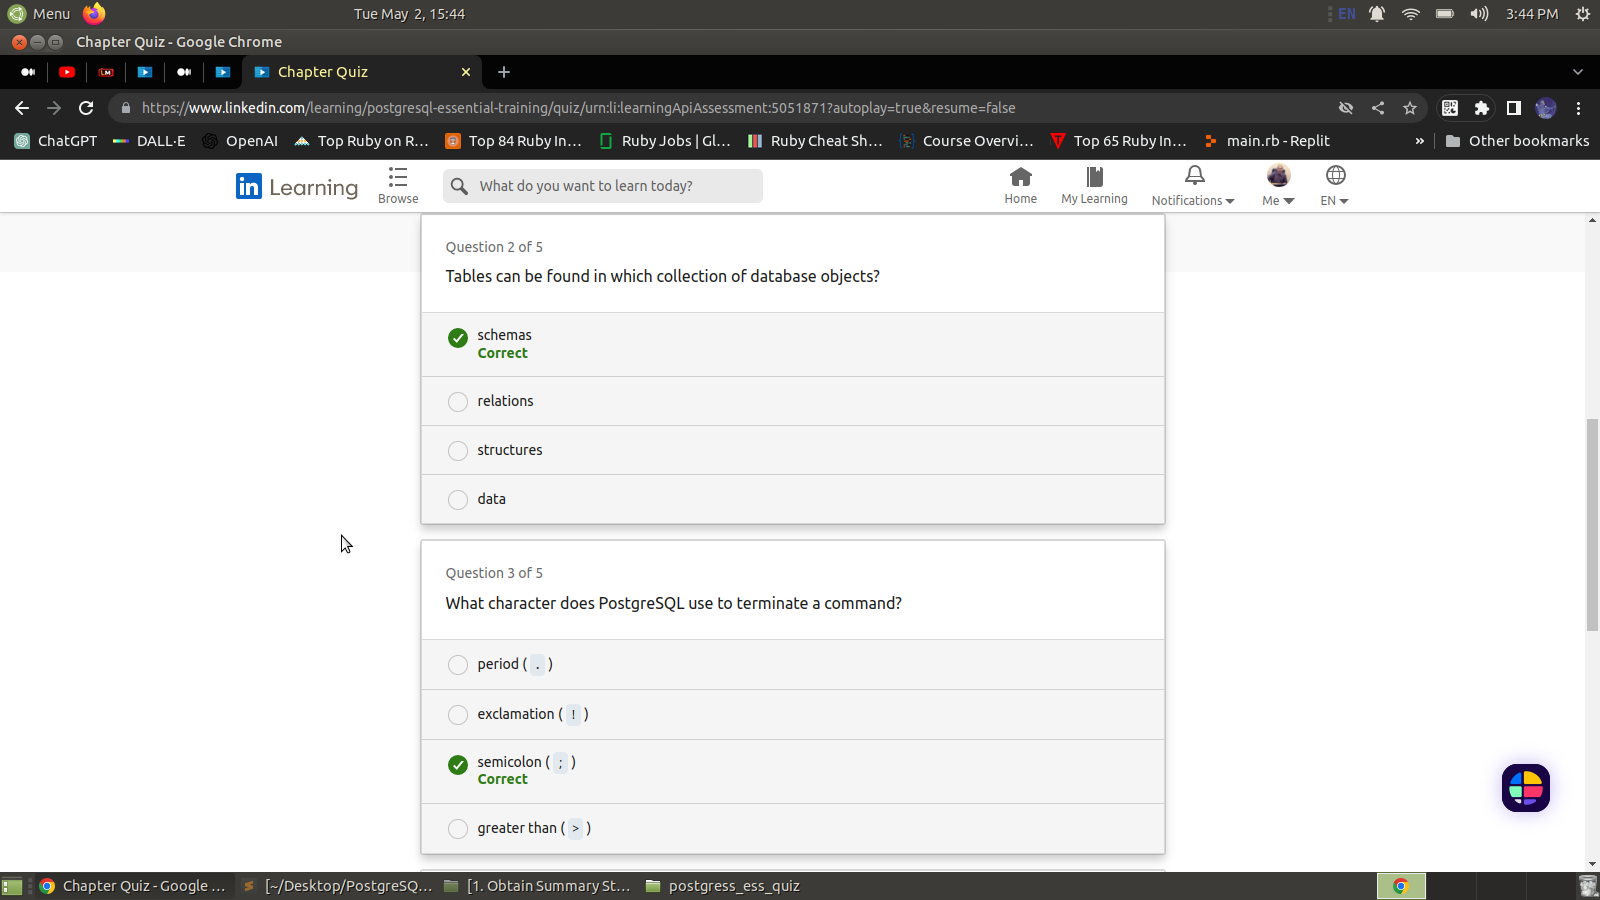 Menu
Tue May 2, 15:44
EN
3:44 PM
Chapter Quiz - Google Chrome
LM
Chapter Quiz
https://www.linkedin.com/learning/postgresql-essential-training/quiz/urn:li:learningApiAssessment:5051871?autoplay=true&resume=false
ChatGPT
DALL·E
OpenAI
Top Ruby on R...
Top 84 Ruby In...
Ruby Jobs | Gl...
Ruby Cheat Sh...
Course Overvi...
Top 65 Ruby In...
main.rb - Replit
»
Other bookmarks
in Learning
Browse
What do you want to learn today?
Home
My Learning
Notifications
Me
EN
Question 2 of 5
Tables can be found in which collection of database objects?
schemas
Correct
relations
structures
data
Question 3 of 5
What character does PostgreSQL use to terminate a command?
period ( . )
exclamation ( ! )
semicolon ( ; )
Correct
greater than ( > )
Chapter Quiz - Google ...
[~/Desktop/PostgreSQ...
[1. Obtain Summary St...
postgress_ess_quiz